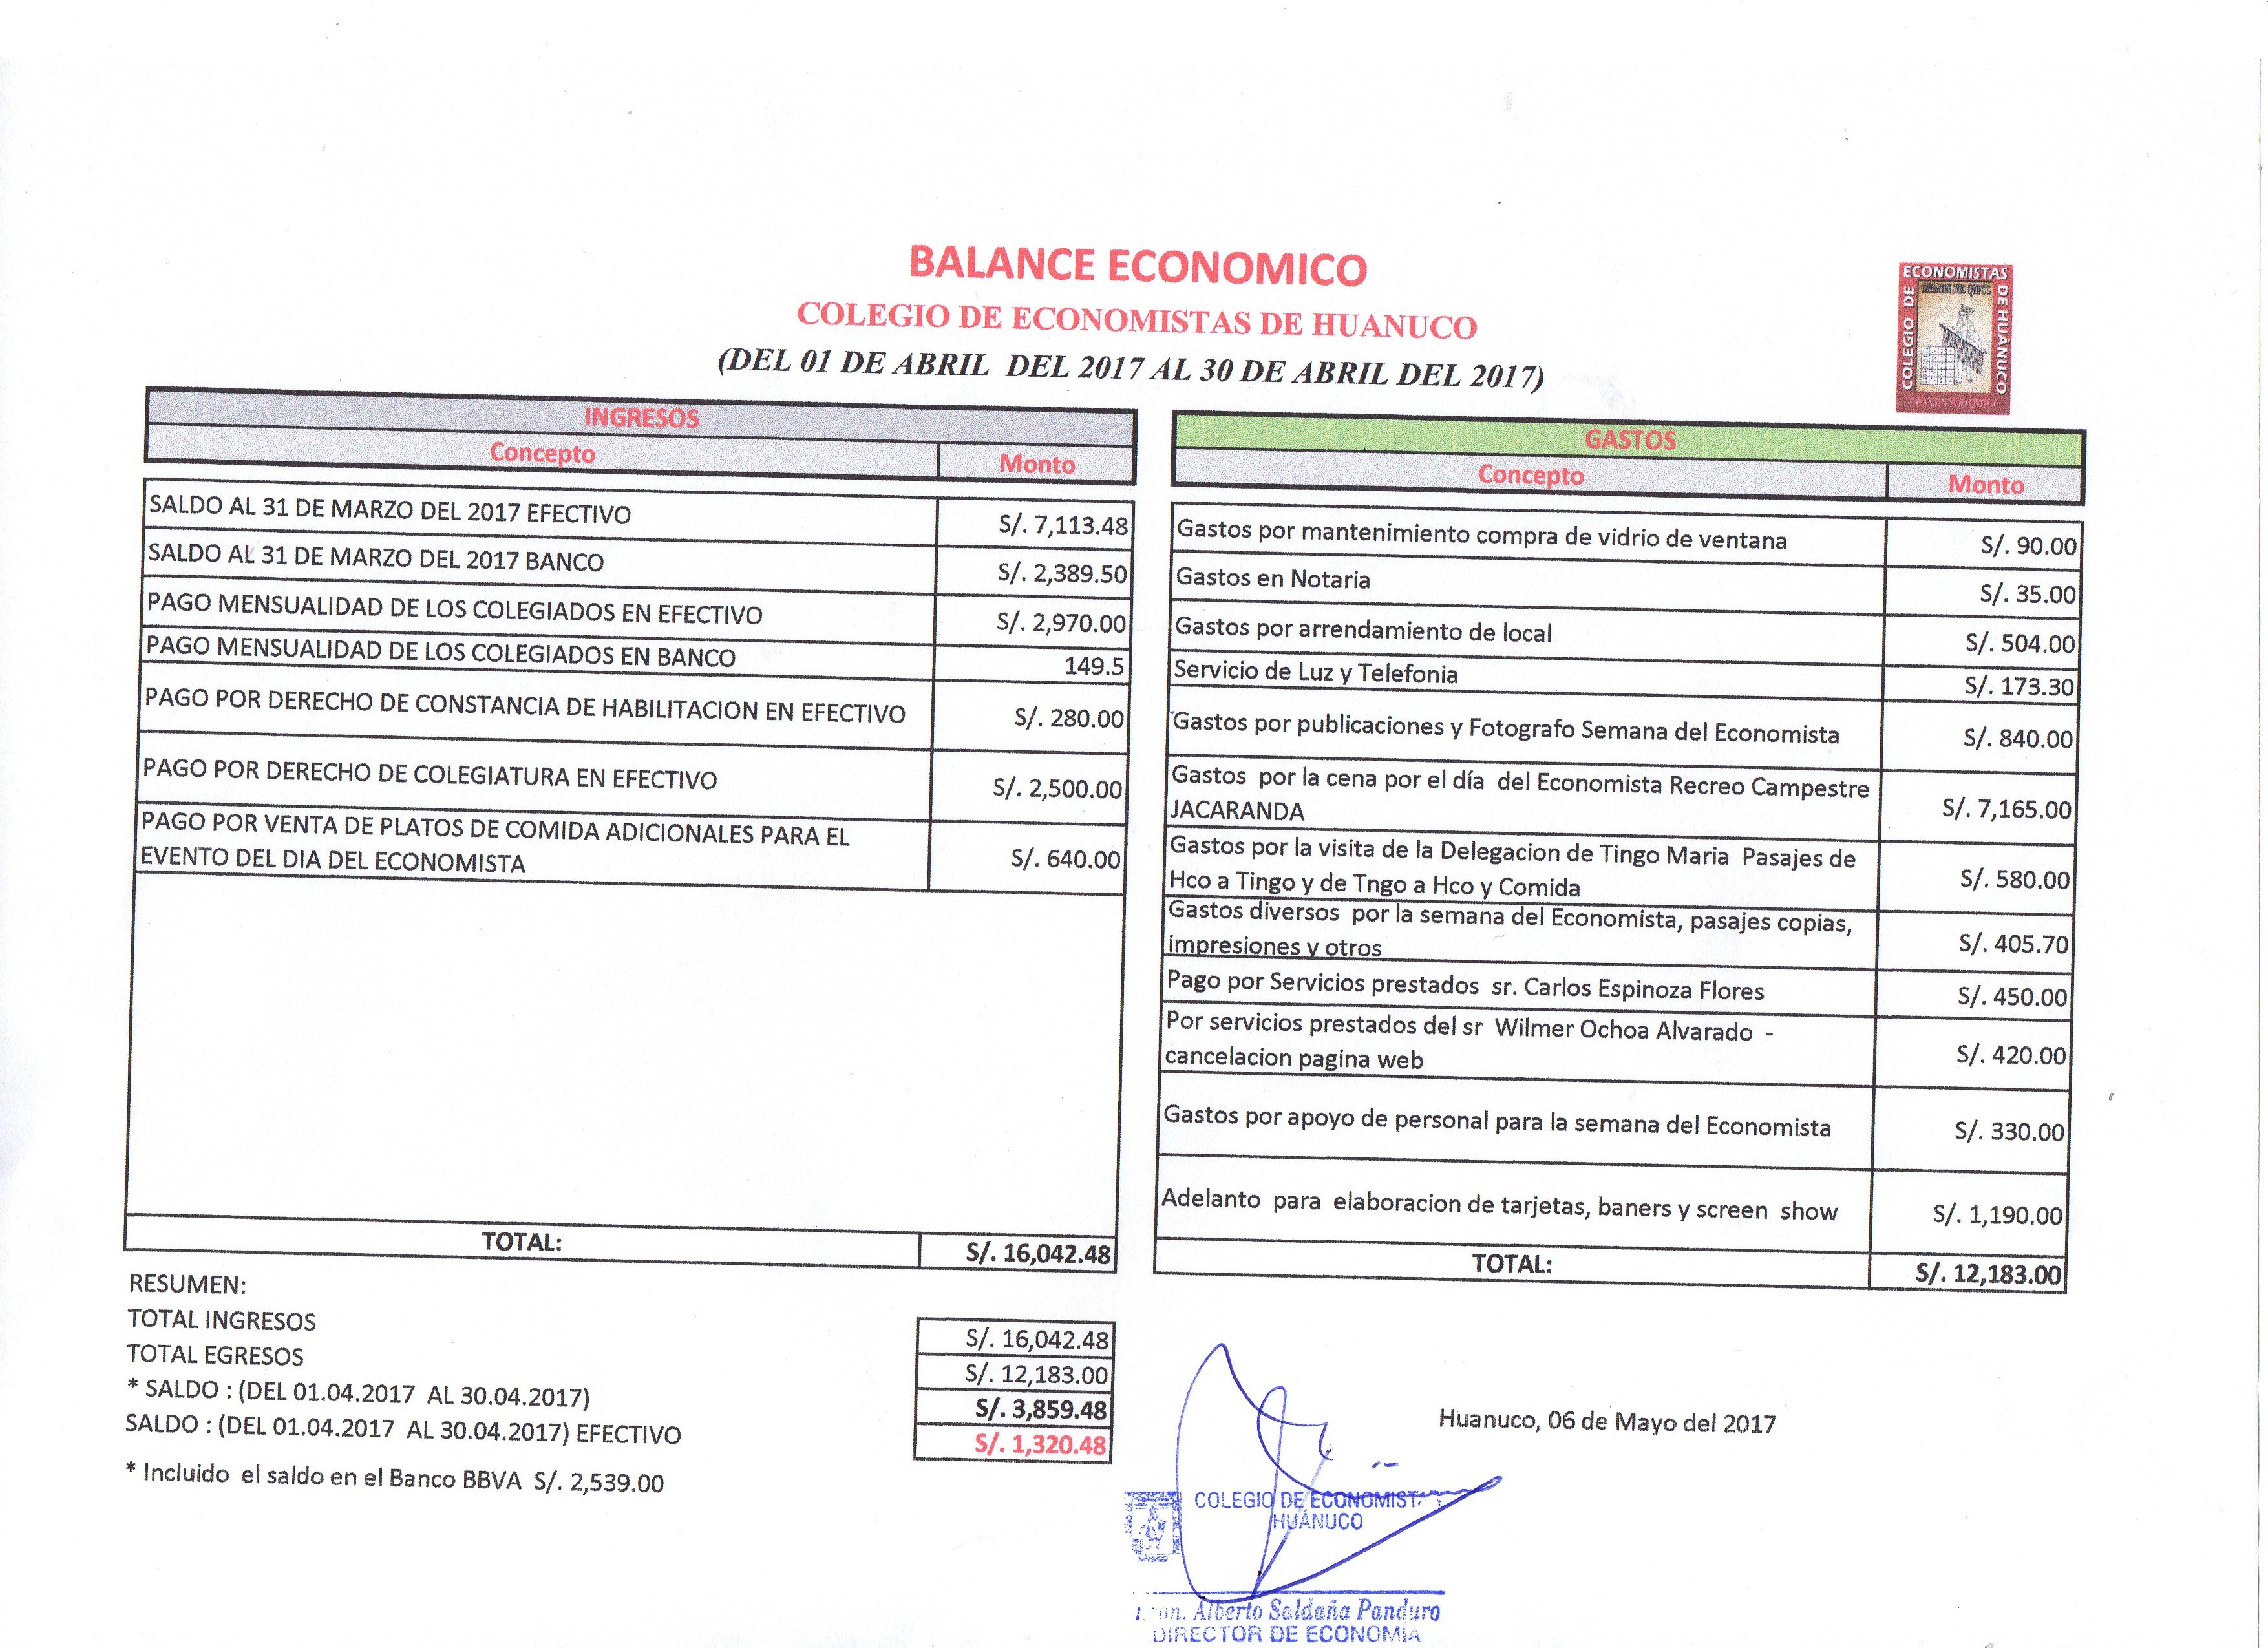 BALANCE ECONOMICO
COLEGIO DE ECONOMISTAS DE HUANUCO
(DEL 01 DE ABRIL DEL 2017 AL 30 DE ABRIL DEL 2017)
ECONOMISTAS
COLEGIO DE
DE HUANUCO
INGRESOS
Concepto Monto
SALDO AL 31 DE MARZO DEL 2017 EFECTIVO S/. 7,113.48
SALDO AL 31 DE MARZO DEL 2017 BANCO S/. 2,389.50
PAGO MENSUALIDAD DE LOS COLEGIADOS EN EFECTIVO S/. 2,970.00
PAGO MENSUALIDAD DE LOS COLEGIADOS EN BANCO 149.5
PAGO POR DERECHO DE CONSTANCIA DE HABILITACION EN EFECTIVO S/. 280.00
PAGO POR DERECHO DE COLEGIATURA EN EFECTIVO S/. 2,500.00
PAGO POR VENTA DE PLATOS DE COMIDA ADICIONALES PARA EL
EVENTO DEL DIA DEL ECONOMISTA S/. 640.00
TOTAL: S/. 16,042.48
GASTOS
Concepto Monto
Gastos por mantenimiento compra de vidrio de ventana S/. 90.00
Gastos en Notaria S/. 35.00
Gastos por arrendamiento de local S/. 504.00
Servicio de Luz y Telefonia S/. 173.30
Gastos por publicaciones y Fotografo Semana del Economista S/. 840.00
Gastos por la cena por el día del Economista Recreo Campestre
JACARANDA S/. 7,165.00
Gastos por la visita de la Delegacion de Tingo Maria Pasajes de
Hco a Tingo y de Tngo a Hco y Comida S/. 580.00
Gastos diversos por la semana del Economista, pasajes copias,
impresiones y otros S/. 405.70
Pago por Servicios prestados sr. Carlos Espinoza Flores S/. 450.00
Por servicios prestados del sr Wilmer Ochoa Alvarado -
cancelacion pagina web S/. 420.00
Gastos por apoyo de personal para la semana del Economista S/. 330.00
Adelanto para elaboracion de tarjetas, baners y screen show S/. 1,190.00
TOTAL: S/. 12,183.00
RESUMEN:
TOTAL INGRESOS S/. 16,042.48
TOTAL EGRESOS S/. 12,183.00
* SALDO : (DEL 01.04.2017 AL 30.04.2017) S/. 3,859.48
SALDO : (DEL 01.04.2017 AL 30.04.2017) EFECTIVO S/. 1,320.48
* Incluido el saldo en el Banco BBVA S/. 2,539.00
Huanuco, 06 de Mayo del 2017
COLEGIO DE ECONOMISTAS
HUÁNUCO
Alberto Saldaña Panduro
DIRECTOR DE ECONOMIA